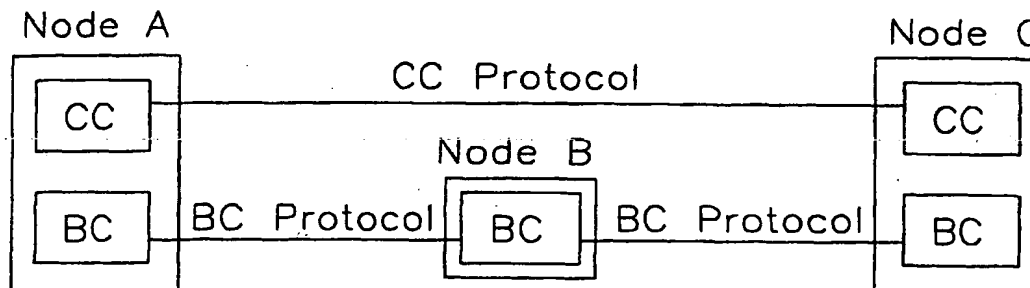 Node A
Node C
CC Protocol
CC
CC
Node B
BC
BC Protocol
BC
BC Protocol
BC